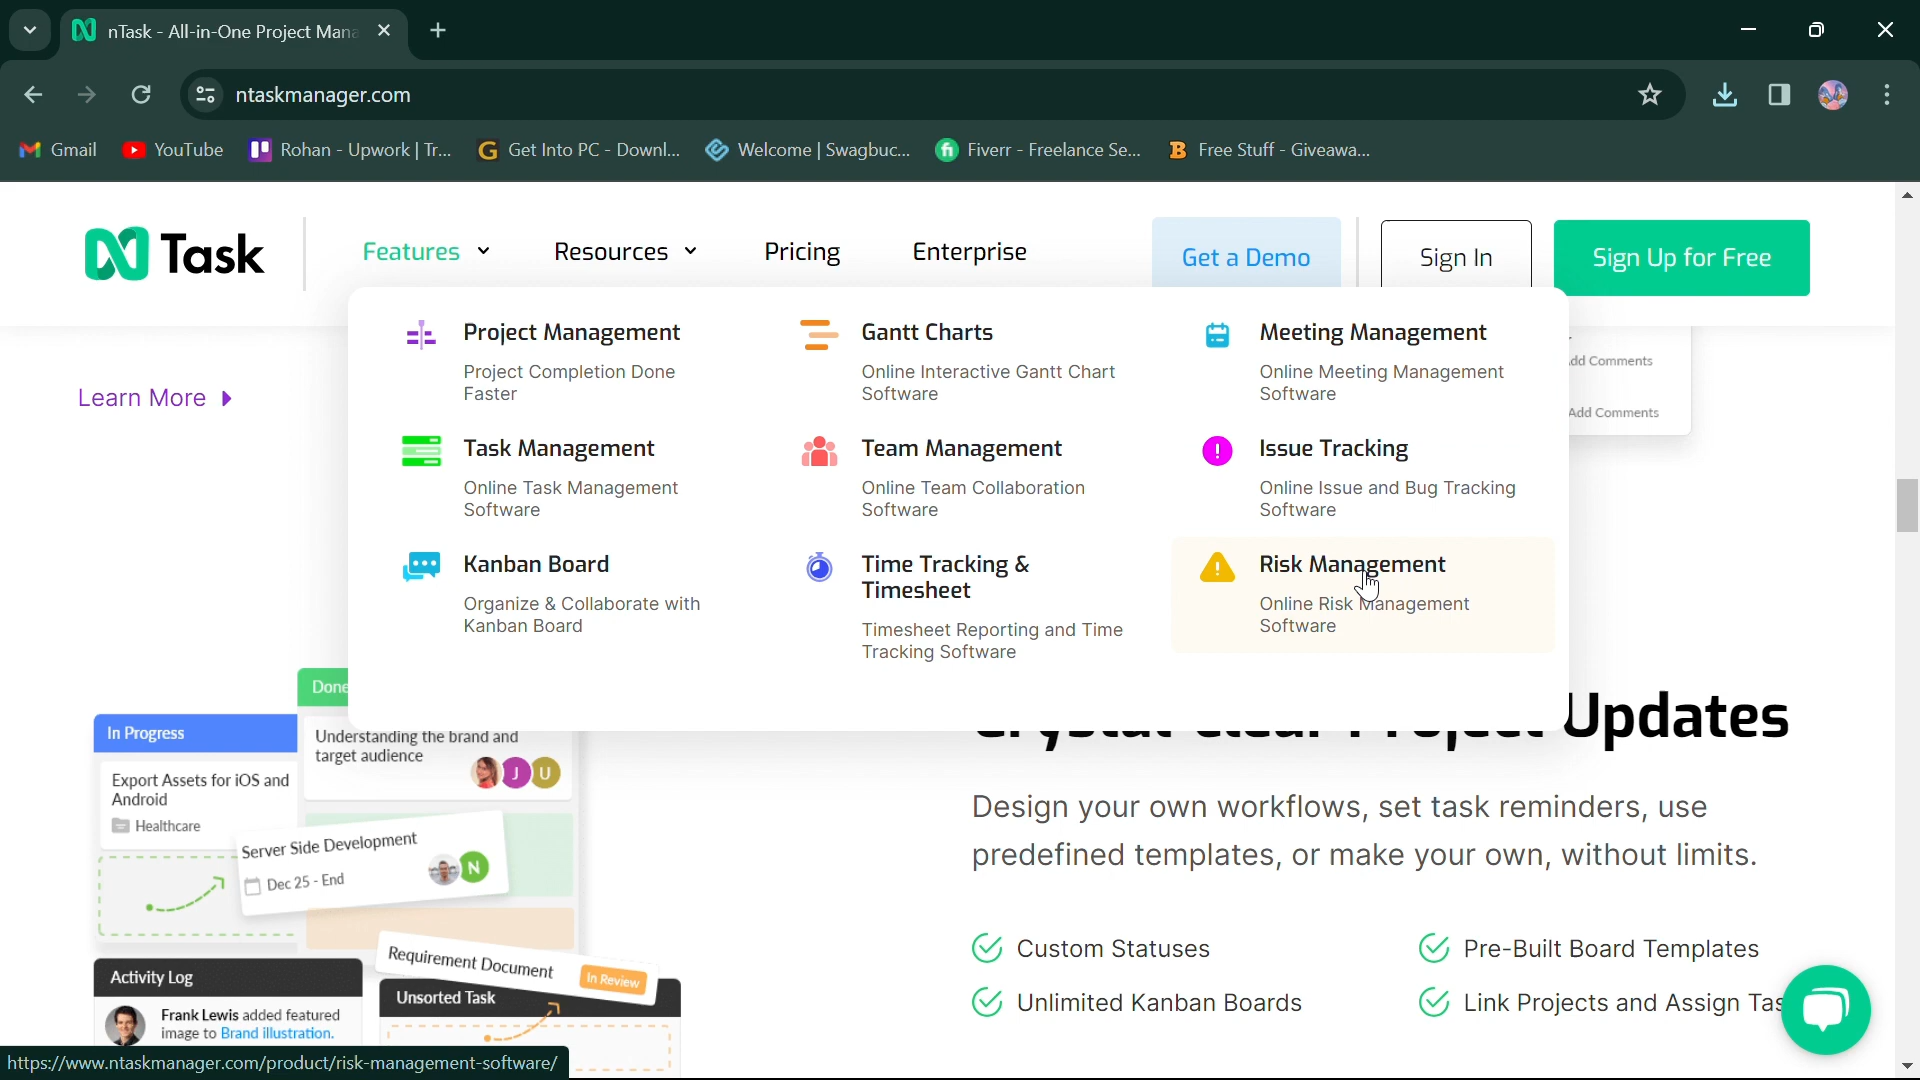 nTask - All-in-One Project Mana
ntaskmanager.com
Gmail
YouTube
Rohan - Upwork | Tr...
Get Into PC - Downl...
Welcome | Swagbuc...
Fiverr - Freelance Se...
Free Stuff - Giveawa...
Task
Features
Resources
Pricing
Enterprise
Get a Demo
Sign In
Sign Up for Free
Learn More
Project Management
Project Completion Done
Faster
Gantt Charts
Online Interactive Gantt Chart
Software
Meeting Management
Online Meeting Management
Software
Add Comments
Add Comments
Task Management
Online Task Management
Software
Team Management
Online Team Collaboration
Software
Issue Tracking
Online Issue and Bug Tracking
Software
Kanban Board
Organize & Collaborate with
Kanban Board
Time Tracking &
Timesheet
Timesheet Reporting and Time
Tracking Software
Risk Management
Online Risk Management
Software
Done
In Progress
Understanding the brand and
target audience
J
U
Export Assets for iOS and
Android
Healthcare
Server Side Development
Dec 25 - End
N
Requirement Document
In Review
Activity Log
Unsorted Task
Frank Lewis added featured
image to Brand illustration.
Crystal Clear Project Updates
Design your own workflows, set task reminders, use
predefined templates, or make your own, without limits.
Custom Statuses
Pre-Built Board Templates
Unlimited Kanban Boards
Link Projects and Assign Tas
https://www.ntaskmanager.com/product/risk-management-software/